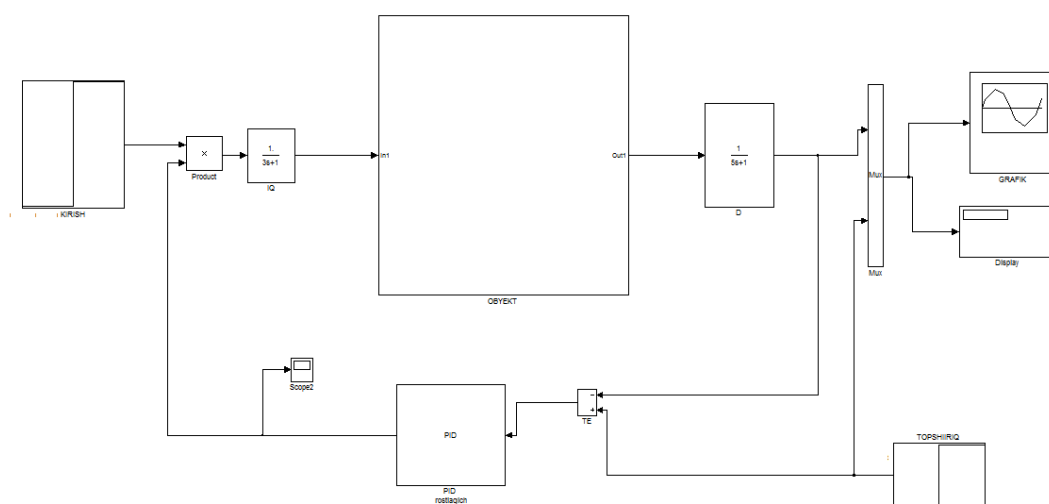 KIRISH
×
Product
1.
3s+1
IQ
In1
Out1
OBYEKT
1
5s+1
D
Mux
Mux
GRAFIK
Display
Scope2
PID
PID
rostlagich
−
+
TE
TOPSHIIRIQ